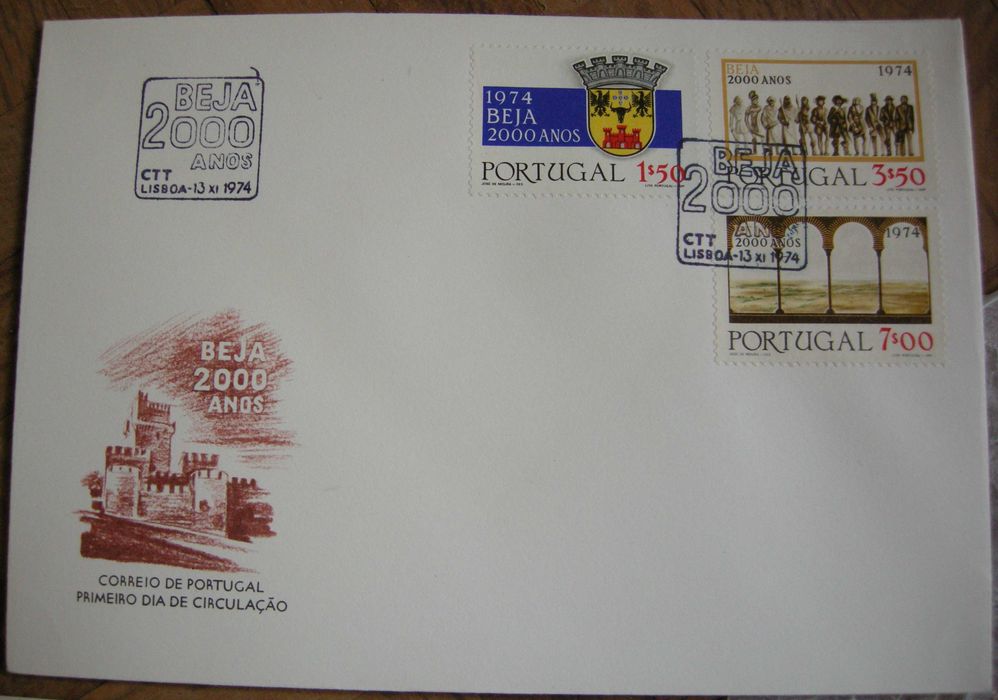 BEJA
2000
ANOS
CTT
LISBOA-13 XI 1974
1974
BEJA
2000 ANOS
PORTUGAL 1$50
BEJA
2000 ANOS
1974
PORTUGAL 3$50
BEJA
2000
ANOS
CTT
LISBOA-13 XI 1974
2000 ANOS
1974
PORTUGAL 7$00
BEJA
2000
ANOS
CORREIO DE PORTUGAL
PRIMEIRO DIA DE CIRCULAÇÃO